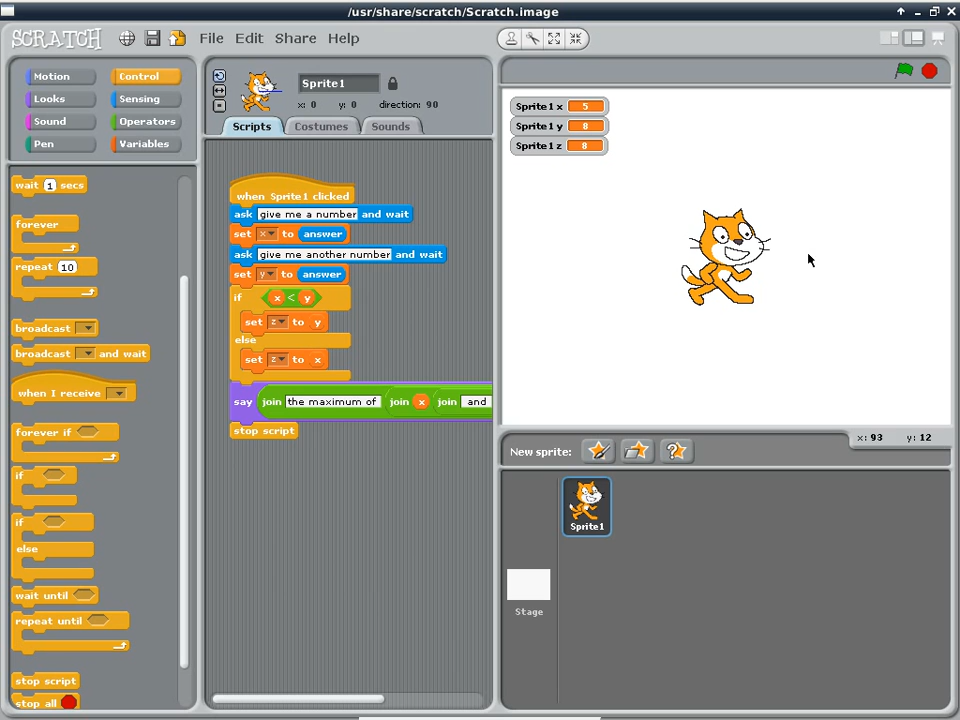 /usr/share/scratch/Scratch.image
SCRATCH File Edit Share Help
Motion Control
Looks Sensing
Sound Operators
Pen Variables
wait 1 secs
forever
repeat 10
broadcast
broadcast and wait
when I receive
forever if
if
if
else
wait until
repeat until
stop script
stop all
Sprite1
x: 0 y: 0 direction: 90
Scripts Costumes Sounds
when Sprite1 clicked
ask give me a number and wait
set x to answer
ask give me another number and wait
set y to answer
if x < y
set z to y
else
set z to x
say join the maximum of join x join and
stop script
Sprite1 x 5
Sprite1 y 8
Sprite1 z 8
x: 93 y: 12
New sprite:
Sprite1
Stage